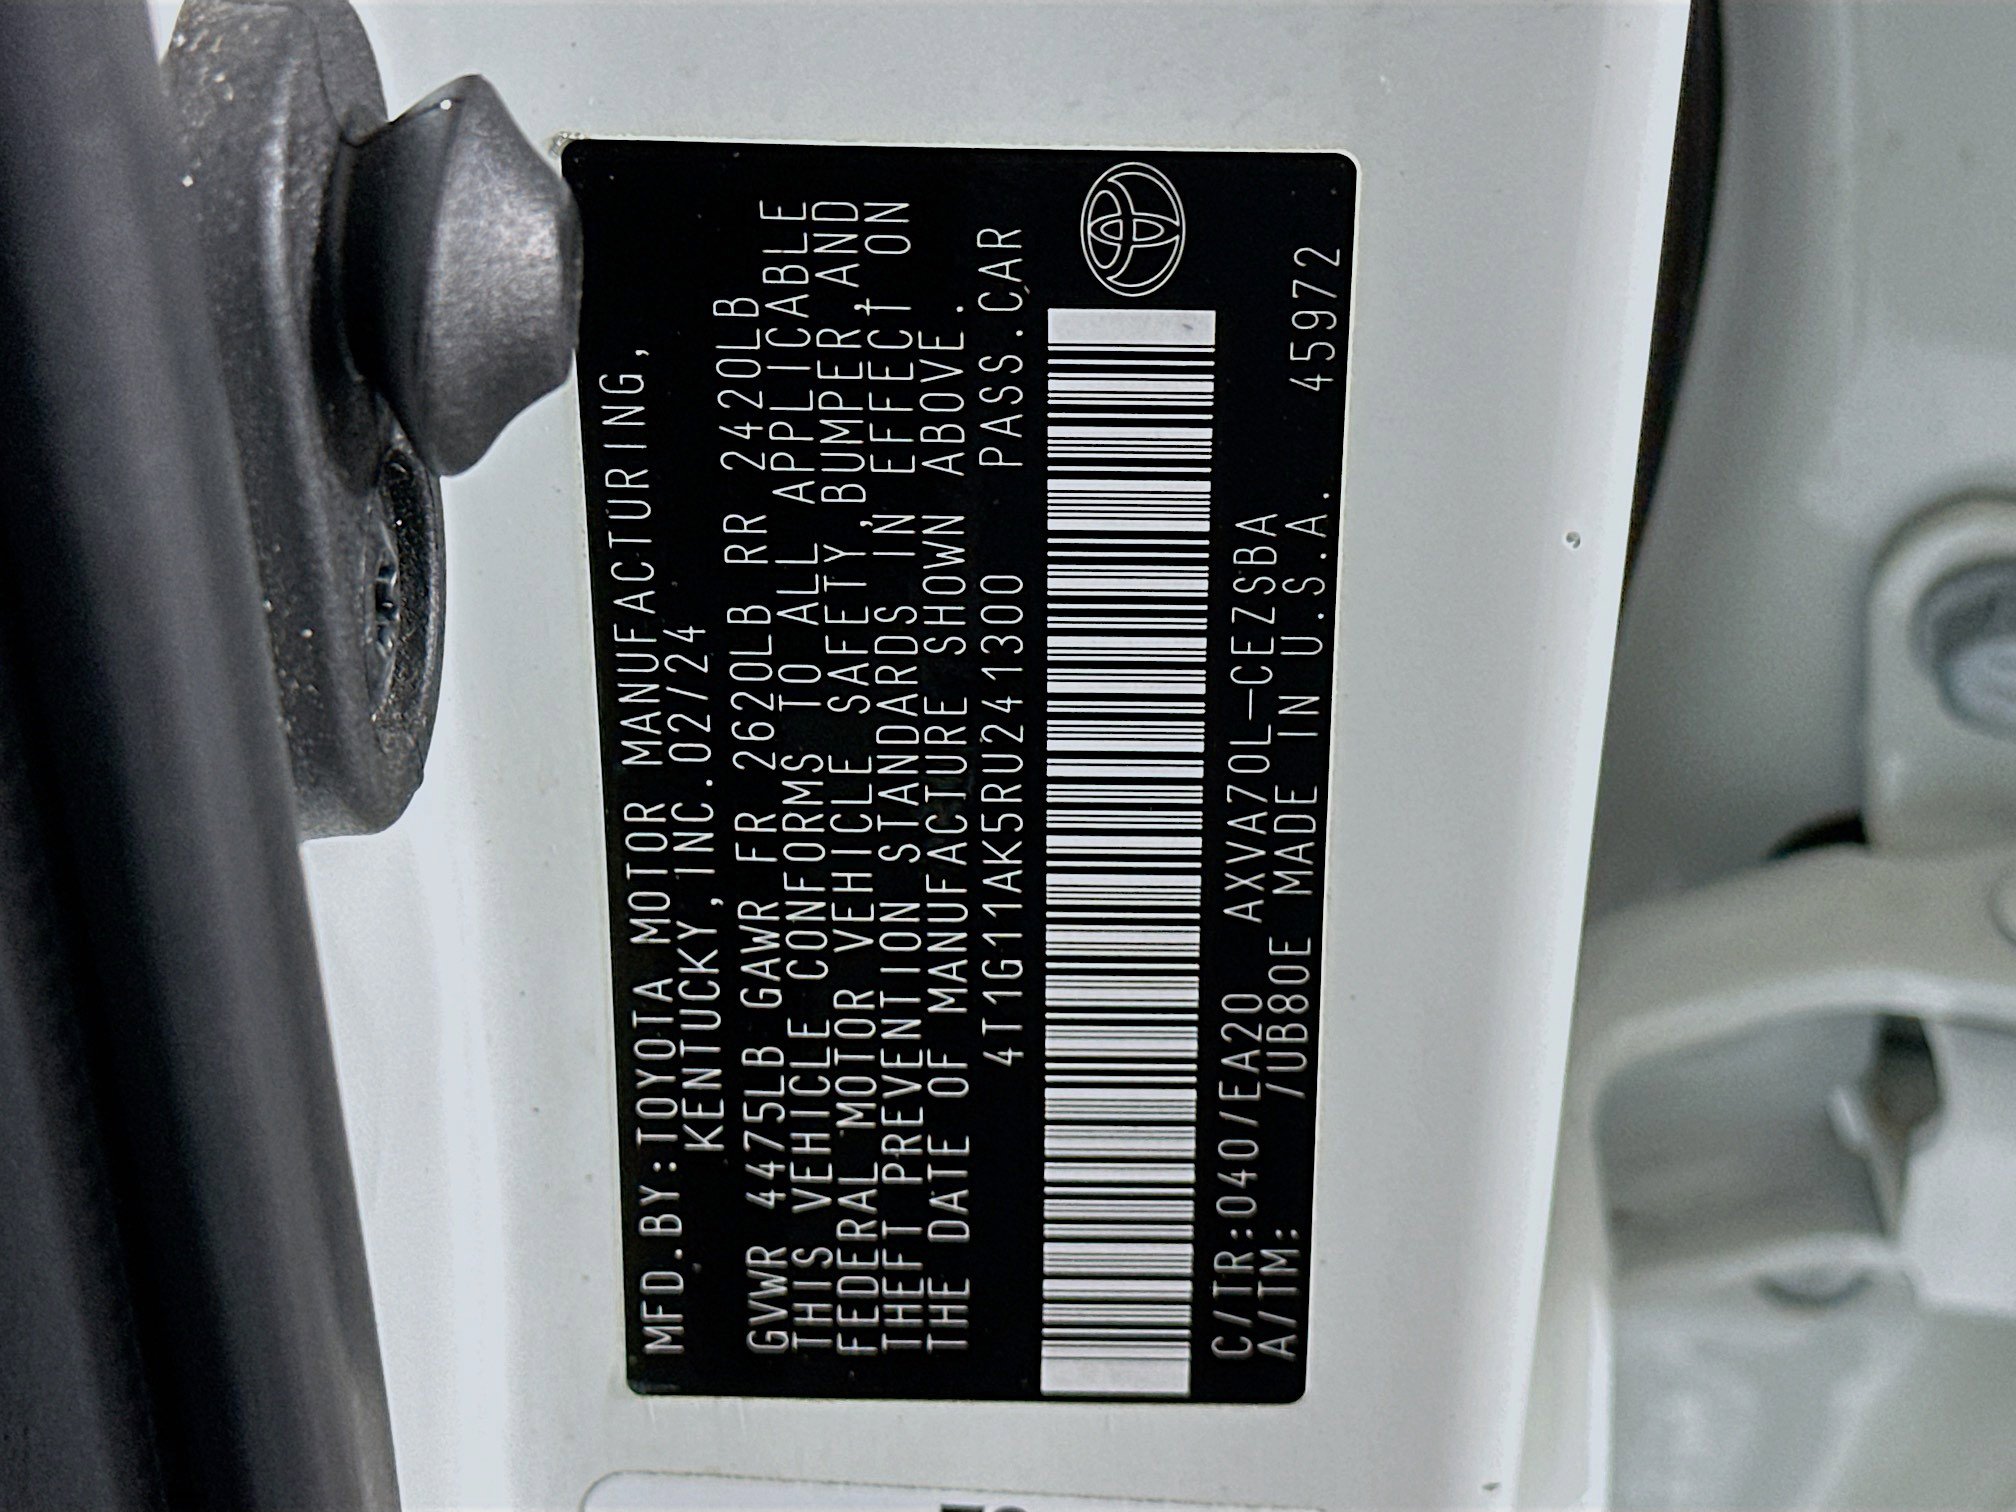 MFD.BY:TOYOTA MOTOR MANUFACTURING,
KENTUCKY, INC.02/24
GVWR 4475LB GAWR FR 2620LB RR 2420LB
THIS VEHICLE CONFORMS TO ALL APPLICABLE
FEDERAL MOTOR VEHICLE SAFETY,BUMPER,AND
THEFT PREVENTION STANDARDS IN EFFECT ON
THE DATE OF MANUFACTURE SHOWN ABOVE.
4T1G11AK5RU241300 PASS.CAR
C/TR:040/EA20 AXVA70L-CEZSBA
A/TM: /UB80E MADE IN U.S.A. 45972